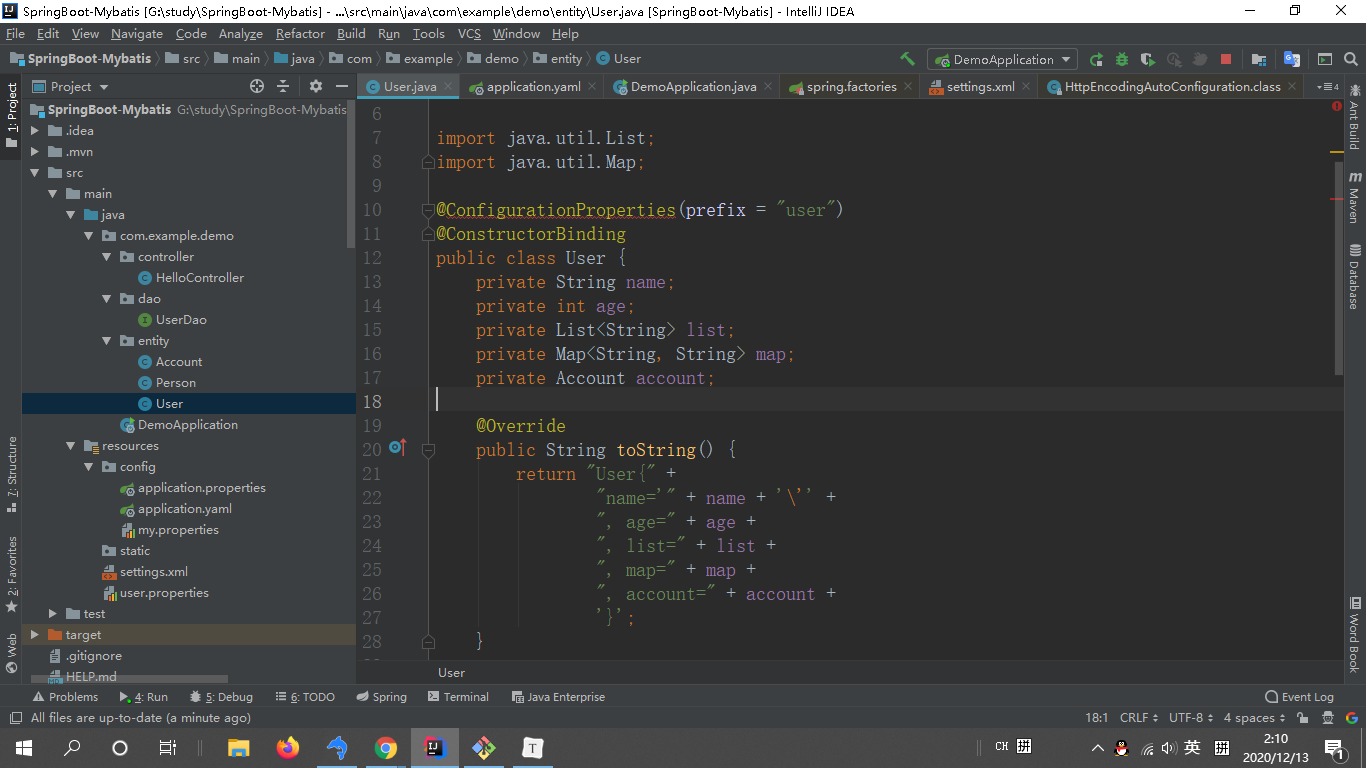 SpringBoot-Mybatis [G:\study\SpringBoot-Mybatis] - ...\src\main\java\com\example\demo\entity\User.java [SpringBoot-Mybatis] - IntelliJ IDEA
File Edit View Navigate Code Analyze Refactor Build Run Tools VCS Window Help
SpringBoot-Mybatis src main java com example demo entity User DemoApplication
Project User.java application.yaml DemoApplication.java spring.factories settings.xml HttpEncodingAutoConfiguration.class 4
1: Project
7: Structure
2: Favorites
Web
SpringBoot-Mybatis G:\study\SpringBoot-Mybatis
.idea
.mvn
src
main
java
com.example.demo
controller
HelloController
dao
UserDao
entity
Account
Person
User
DemoApplication
resources
config
application.properties
application.yaml
my.properties
static
settings.xml
user.properties
test
target
.gitignore
HELP.md
6
7 import java.util.List;
8 import java.util.Map;
9
10 @ConfigurationProperties(prefix = "user")
11 @ConstructorBinding
12 public class User {
13 private String name;
14 private int age;
15 private List<String> list;
16 private Map<String, String> map;
17 private Account account;
18
19 @Override
20 public String toString() {
21 return "User{" +
22 "name='" + name + '\'' +
23 ", age=" + age +
24 ", list=" + list +
25 ", map=" + map +
26 ", account=" + account +
27 '}';
28 }
User
Ant Build
m Maven
Database
Word Book
Problems 4: Run 5: Debug 6: TODO Spring Terminal Java Enterprise Event Log
All files are up-to-date (a minute ago) 18:1 CRLF UTF-8 4 spaces
CH 拼 英 拼 2:10
2020/12/13
1